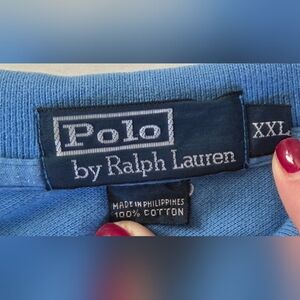 Polo
by Ralph Lauren
XXL
MADE IN PHILIPPINES
100% COTTON